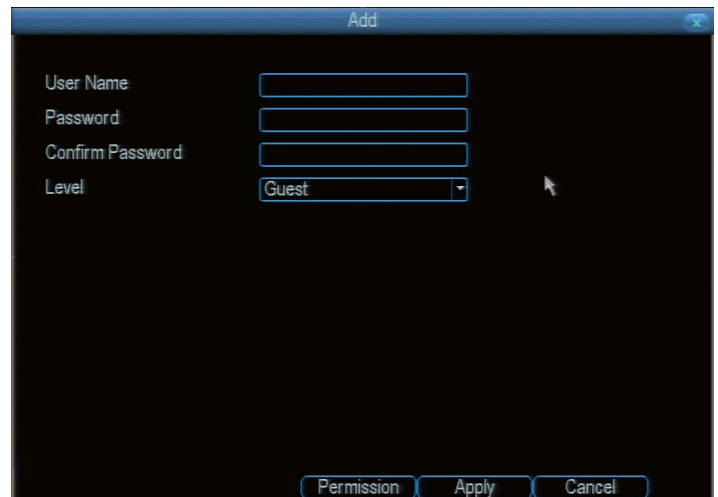 Add
User Name
Password
Confirm Password
Level Guest
Permission Apply Cancel